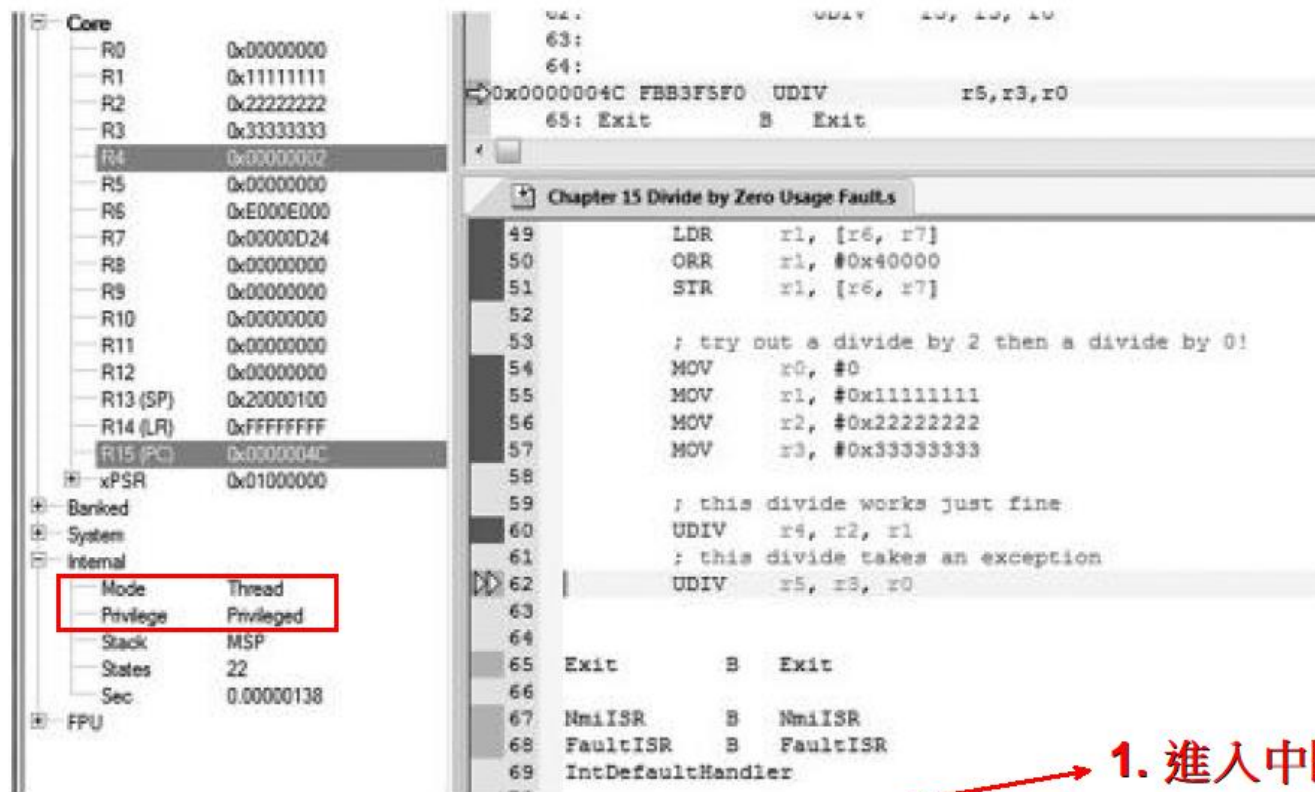 Core
R0 0x00000000
R1 0x11111111
R2 0x22222222
R3 0x33333333
R4 0x00000002
R5 0x00000000
R6 0xE000E000
R7 0x00000D24
R8 0x00000000
R9 0x00000000
R10 0x00000000
R11 0x00000000
R12 0x00000000
R13 (SP) 0x20000100
R14 (LR) 0xFFFFFFFF
R15 (PC) 0x0000004C
xPSR 0x01000000
Banked
System
Internal
Mode Thread
Privilege Privileged
Stack MSP
States 22
Sec 0.00000138
FPU
62: UDIV r5, r3, r0
63:
64:
0x0000004C FBB3F5F0 UDIV r5,r3,r0
65: Exit B Exit
Chapter 15 Divide by Zero Usage Fault.s
49 LDR r1, [r6, r7]
50 ORR r1, #0x40000
51 STR r1, [r6, r7]
52
53 ; try out a divide by 2 then a divide by 0!
54 MOV r0, #0
55 MOV r1, #0x11111111
56 MOV r2, #0x22222222
57 MOV r3, #0x33333333
58
59 ; this divide works just fine
60 UDIV r4, r2, r1
61 ; this divide takes an exception
62 UDIV r5, r3, r0
63
64
65 Exit B Exit
66
67 NmiISR B NmiISR
68 FaultISR B FaultISR
69 IntDefaultHandler
1. 進入中